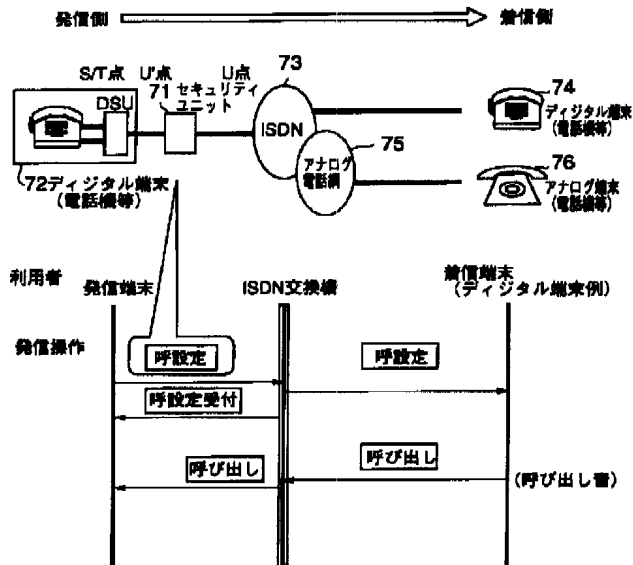 発信側
着信側
S/T点
U'点
U点
73
71
セキュリティ
ユニット
DSU
ISDN
74
ディジタル端末
(電話機等)
75
アナログ
電話網
76
アナログ端末
(電話機等)
72ディジタル端末
(電話機等)
利用者
発信端末
ISDN交換機
着信端末
(ディジタル端末例)
発信操作
呼設定
呼設定
呼設定受付
呼び出し
呼び出し
(呼び出し音)